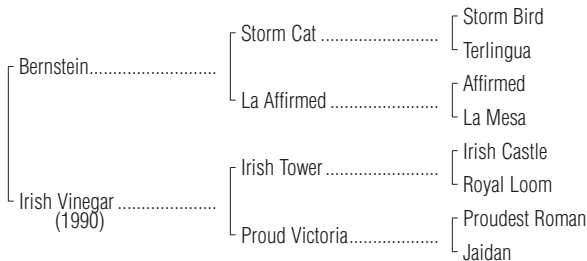 Storm Bird
Storm Cat ........................
Terlingua
Bernstein..........................
Affirmed
La Affirmed ......................
La Mesa
Irish Castle
Irish Tower .......................
Royal Loom
Irish Vinegar ....................
(1990)
Proudest Roman
Proud Victoria..................
Jaidan